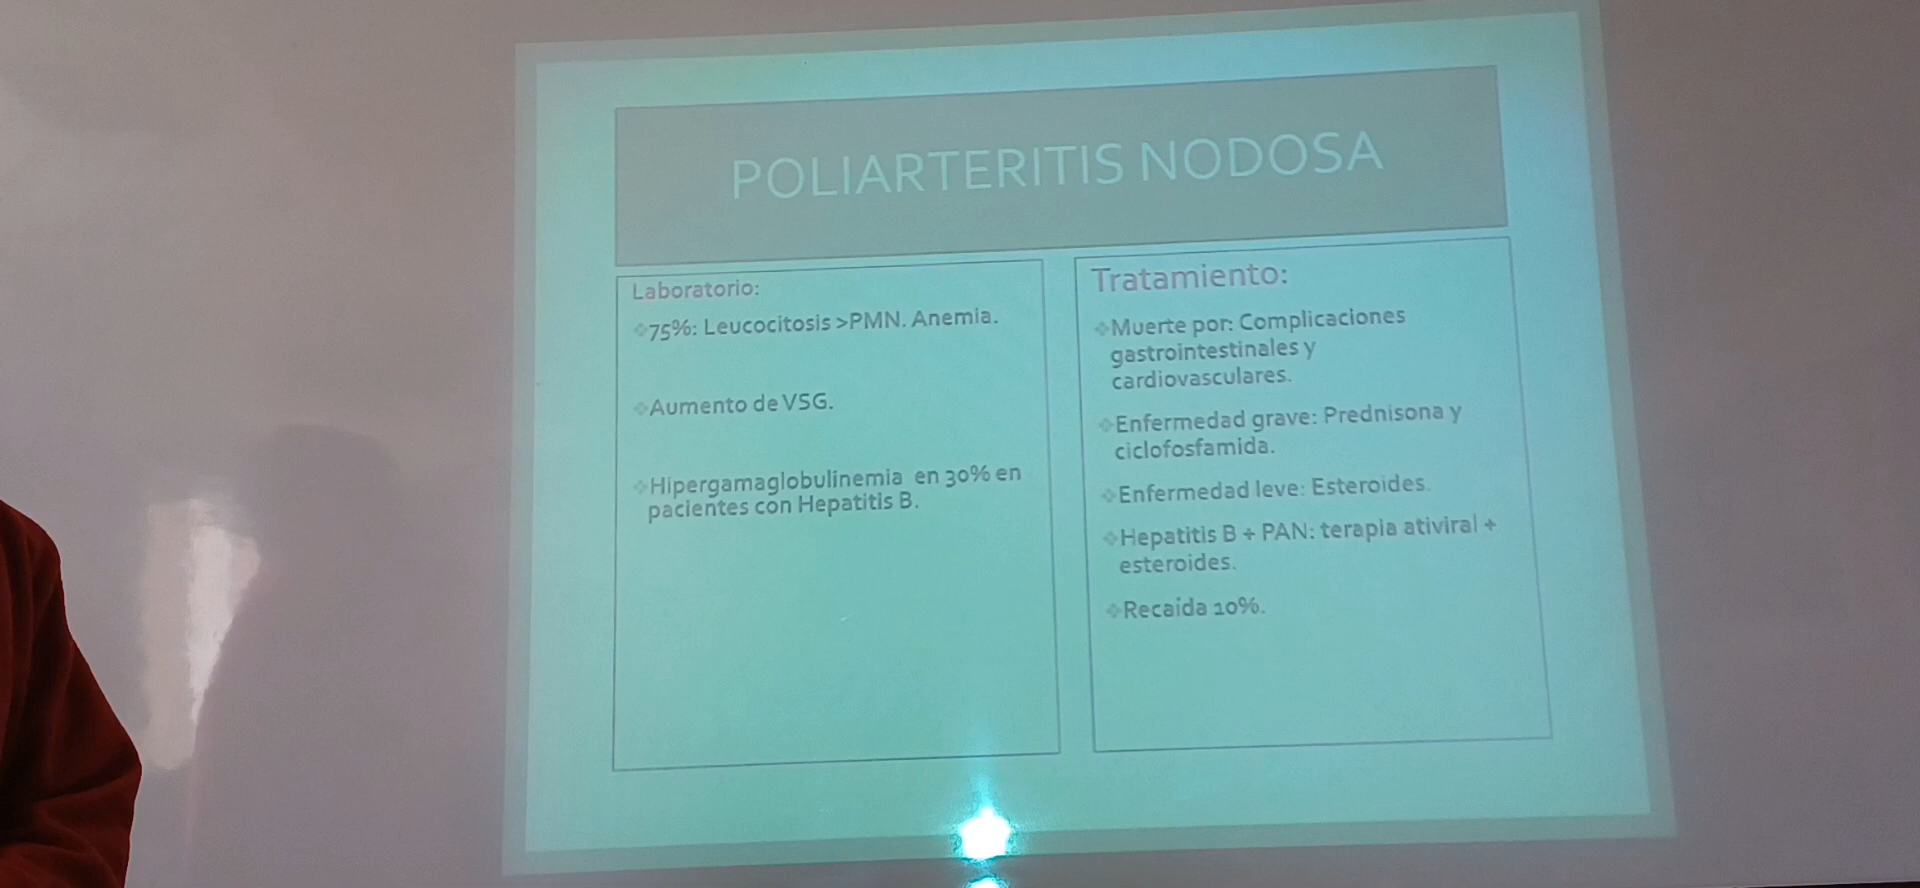 POLIARTERITIS NODOSA
Laboratorio:
75%: Leucocitosis >PMN. Anemia.
Aumento de VSG.
Hipergamaglobulinemia en 30% en
pacientes con Hepatitis B.
Tratamiento:
Muerte por: Complicaciones
gastrointestinales y
cardiovasculares.
Enfermedad grave: Prednisona y
ciclofosfamida.
Enfermedad leve: Esteroides.
Hepatitis B + PAN: terapia ativiral +
esteroides.
Recaida 10%.